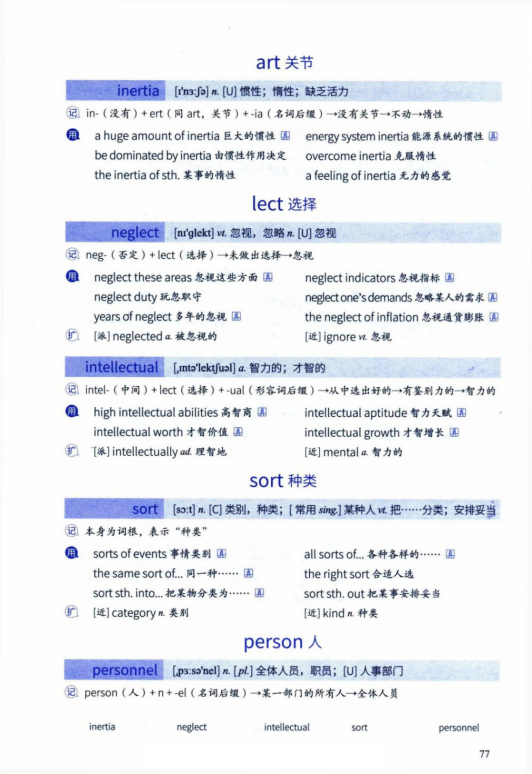 art 关节
inertia [ɪ'nɜ:ʃə] n. [U] 惯性；惰性；缺乏活力
记 in-（没有）+ ert（同 art，关节）+ -ia（名词后缀）→没有关节→不动→惰性
用 a huge amount of inertia 巨大的惯性 真 energy system inertia 能源系统的惯性 真
be dominated by inertia 由惯性作用决定 overcome inertia 克服惰性
the inertia of sth. 某事的惰性 a feeling of inertia 无力的感觉
lect 选择
neglect [nɪ'glekt] vt. 忽视，忽略 n. [U] 忽视
记 neg-（否定）+ lect（选择）→未做出选择→忽视
用 neglect these areas 忽视这些方面 真 neglect indicators 忽视指标 真
neglect duty 玩忽职守 neglect one's demands 忽略某人的需求 真
years of neglect 多年的忽视 真 the neglect of inflation 忽视通货膨胀 真
扩 [派] neglected a. 被忽视的 [近] ignore vt. 忽视
intellectual [ˌɪntə'lektʃuəl] a. 智力的；才智的
记 intel-（中间）+ lect（选择）+ -ual（形容词后缀）→从中选出好的→有鉴别力的→智力的
用 high intellectual abilities 高智商 真 intellectual aptitude 智力天赋 真
intellectual worth 才智价值 真 intellectual growth 才智增长 真
扩 [派] intellectually ad. 理智地 [近] mental a. 智力的
sort 种类
sort [sɔ:t] n. [C] 类别，种类；[ 常用 sing.] 某种人 vt. 把……分类；安排妥当
记 本身为词根，表示“种类”
用 sorts of events 事情类别 真 all sorts of... 各种各样的…… 真
the same sort of... 同一种…… 真 the right sort 合适人选
sort sth. into... 把某物分类为…… 真 sort sth. out 把某事安排妥当
扩 [近] category n. 类别 [近] kind n. 种类
person 人
personnel [ˌpɜ:sə'nel] n. [pl.] 全体人员，职员；[U] 人事部门
记 person（人）+ n + -el（名词后缀）→某一部门的所有人→全体人员
inertia neglect intellectual sort personnel
77